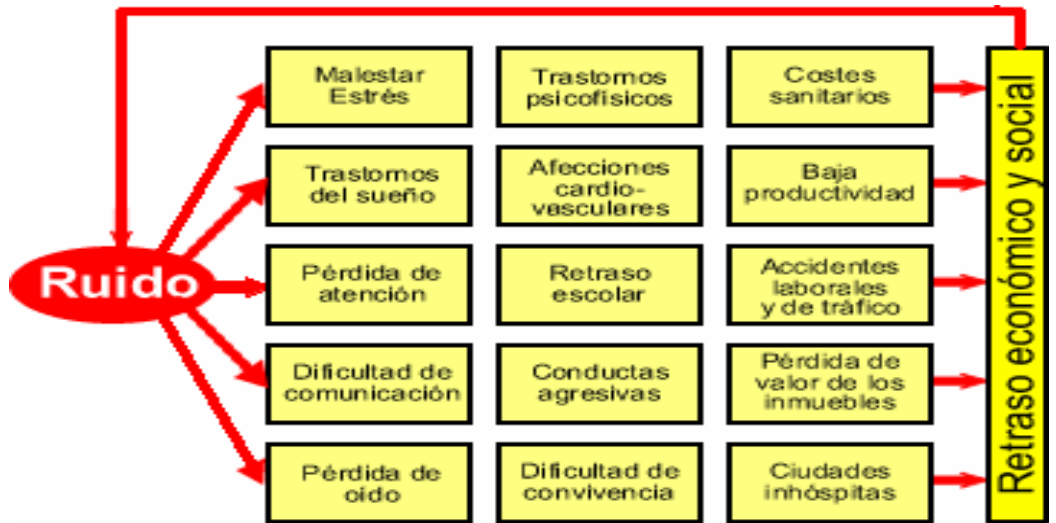 Malestar
Estrés
Trastornos
psicofísicos
Costes
sanitarios
Trastornos
del sueño
Afecciones
cardio-
vasculares
Baja
productividad
Ruido
Pérdida de
atención
Retraso
escolar
Accidentes
laborales
y de tráfico
Dificultad de
comunicación
Conductas
agresivas
Pérdida de
valor de los
inmuebles
Pérdida de
oido
Dificultad de
convivencia
Ciudades
inhóspitas
Retraso económico y social